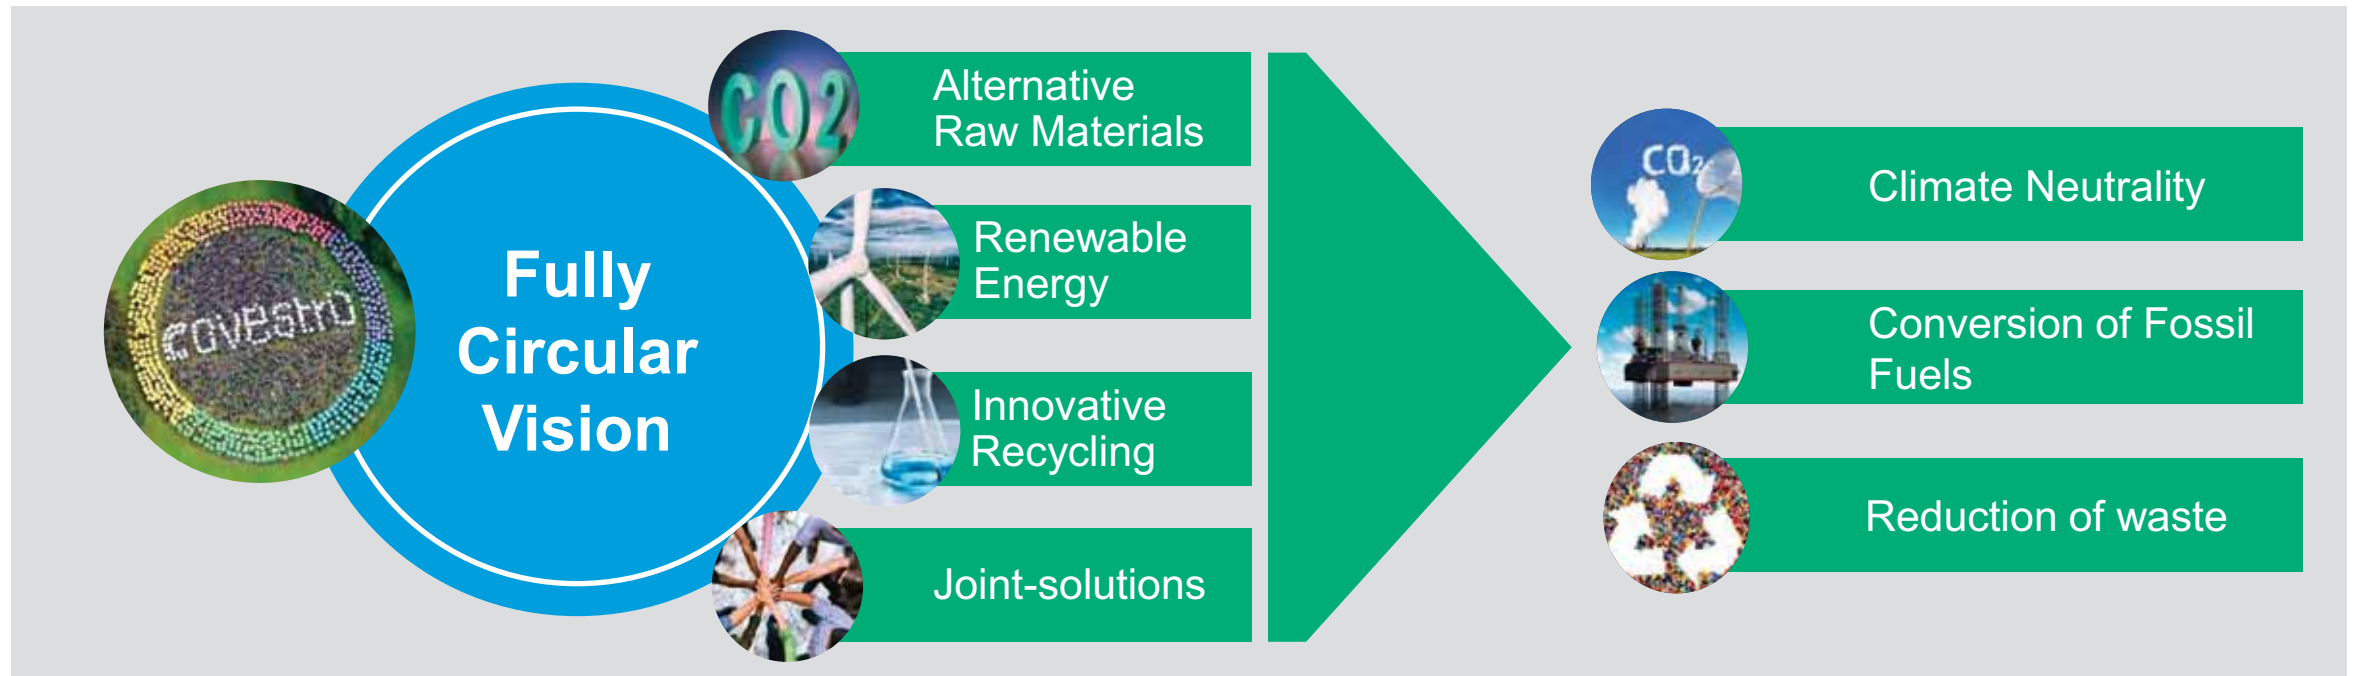 covestro
Fully
Circular
Vision
CO2
Alternative
Raw Materials
Renewable
Energy
Innovative
Recycling
Joint-solutions
CO2
Climate Neutrality
Conversion of Fossil
Fuels
Reduction of waste